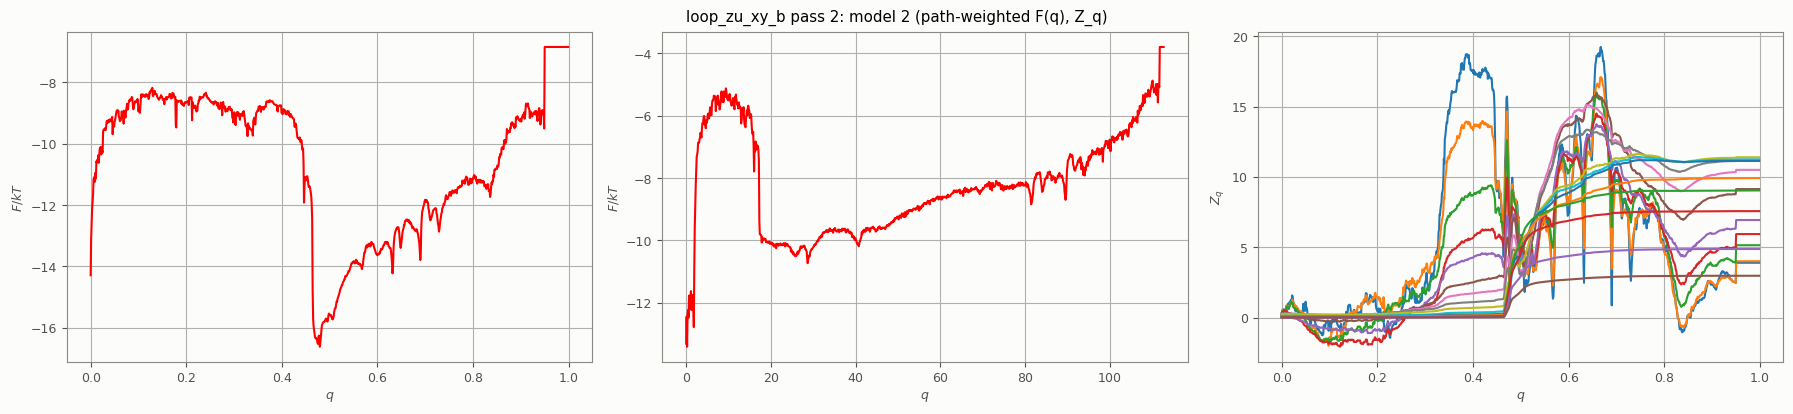 loop_zu_xy_b pass 2: model 2 (path-weighted F(q), Z_q)
F/kT
−8
−10
−12
−14
−16
0.0 0.2 0.4 0.6 0.8 1.0
q
F/kT
−4
−6
−8
−10
−12
0 20 40 60 80 100
q
Z_q
20
15
10
5
0
0.0 0.2 0.4 0.6 0.8 1.0
q